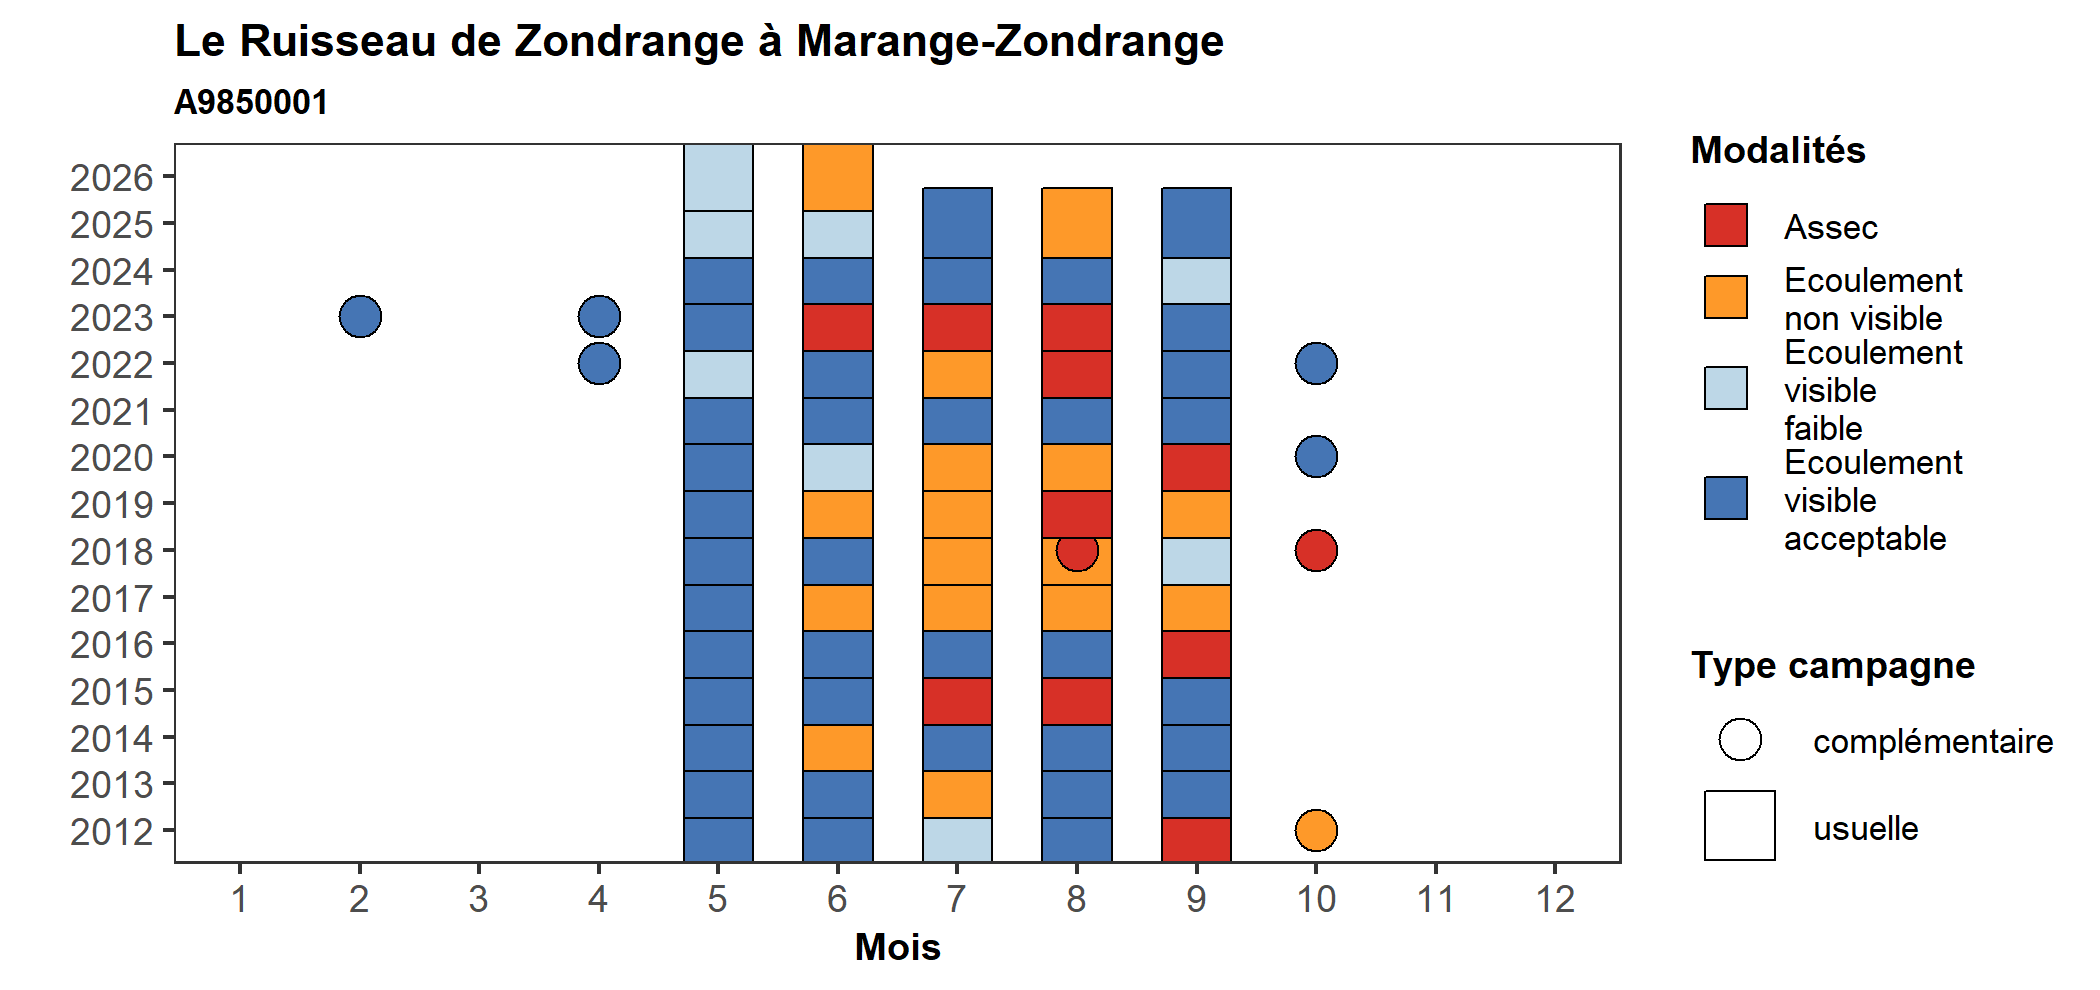 Le Ruisseau de Zondrange à Marange-Zondrange
A9850001
2026
2025
2024
2023
2022
2021
2020
2019
2018
2017
2016
2015
2014
2013
2012
1 2 3 4 5 6 7 8 9 10 11 12
Mois
Modalités
Assec
Ecoulement
non visible
Ecoulement
visible
faible
Ecoulement
visible
acceptable
Type campagne
complémentaire
usuelle